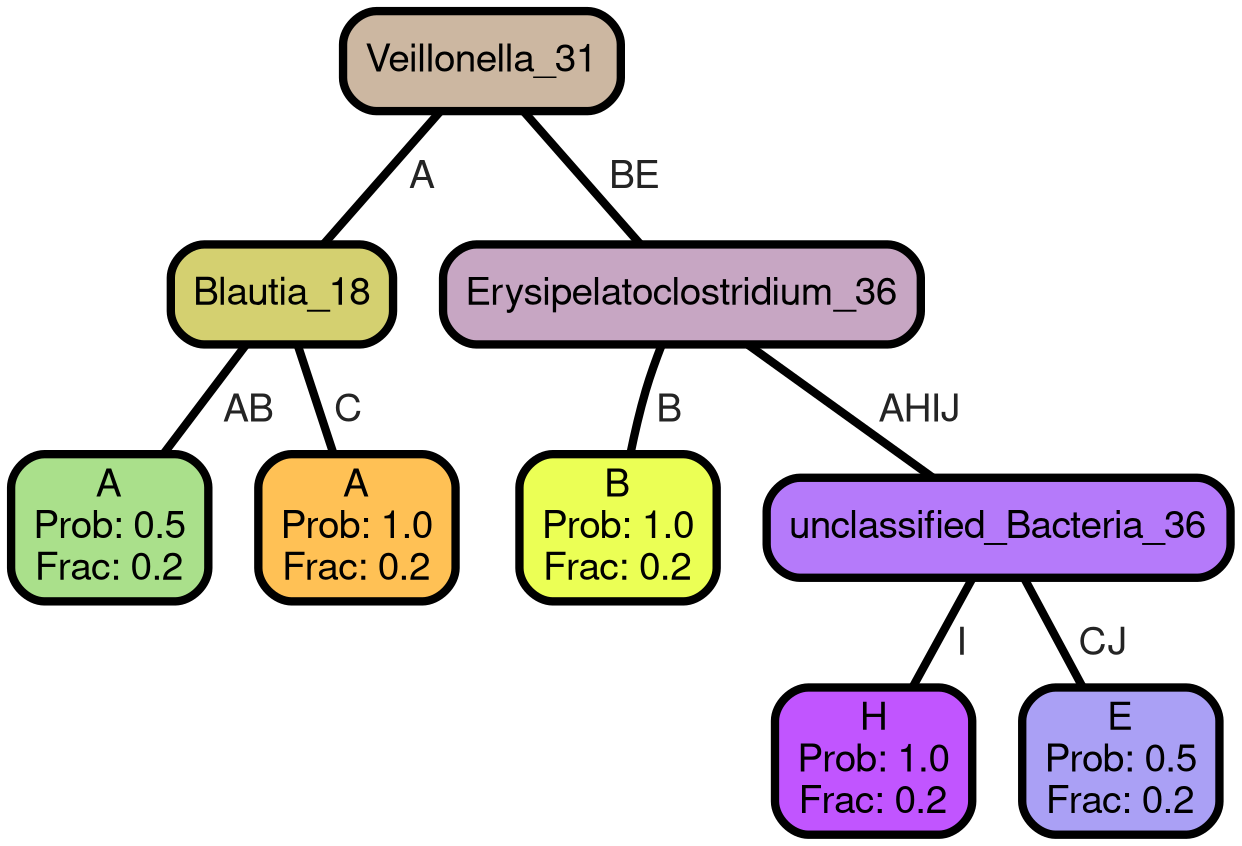 Veillonella_31
A
BE
Blautia_18
Erysipelatoclostridium_36
AB
C
B
AHIJ
A
Prob: 0.5
Frac: 0.2
A
Prob: 1.0
Frac: 0.2
B
Prob: 1.0
Frac: 0.2
unclassified_Bacteria_36
I
CJ
H
Prob: 1.0
Frac: 0.2
E
Prob: 0.5
Frac: 0.2